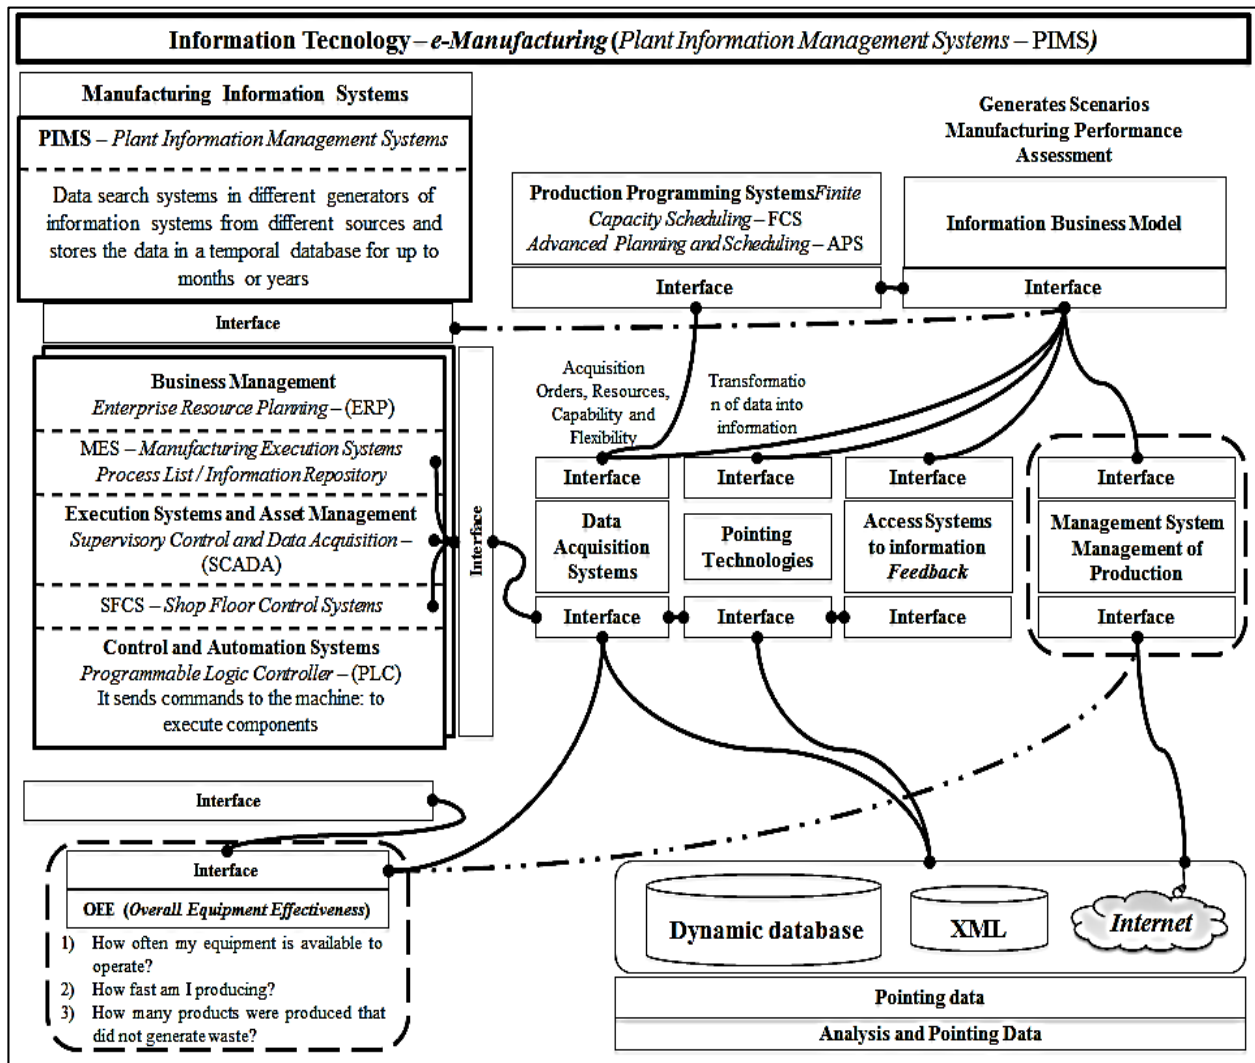 Information Tecnology – e-Manufacturing (Plant Information Management Systems – PIMS)
Manufacturing Information Systems
PIMS – Plant Information Management Systems
Data search systems in different generators of
information systems from different sources and
stores the data in a temporal database for up to
months or years
Interface
Business Management
Enterprise Resource Planning – (ERP)
MES – Manufacturing Execution Systems
Process List / Information Repository
Execution Systems and Asset Management
Supervisory Control and Data Acquisition –
(SCADA)
SFCS – Shop Floor Control Systems
Control and Automation Systems
Programmable Logic Controller – (PLC)
It sends commands to the machine: to
execute components
Interface
Generates Scenarios
Manufacturing Performance
Assessment
Production Programming Systems Finite
Capacity Scheduling – FCS
Advanced Planning and Scheduling – APS
Interface
Information Business Model
Interface
Acquisition
Orders, Resources,
Capability and
Flexibility
Transformatio
n of data into
information
Interface
Data
Acquisition
Systems
Interface
Interface
Pointing
Technologies
Interface
Interface
Access Systems
to information
Feedback
Interface
Interface
Management System
Management of
Production
Interface
Interface
Interface
OEE (Overall Equipment Effectiveness)
1) How often my equipment is available to
operate?
2) How fast am I producing?
3) How many products were produced that
did not generate waste?
Dynamic database
XML
Internet
Pointing data
Analysis and Pointing Data